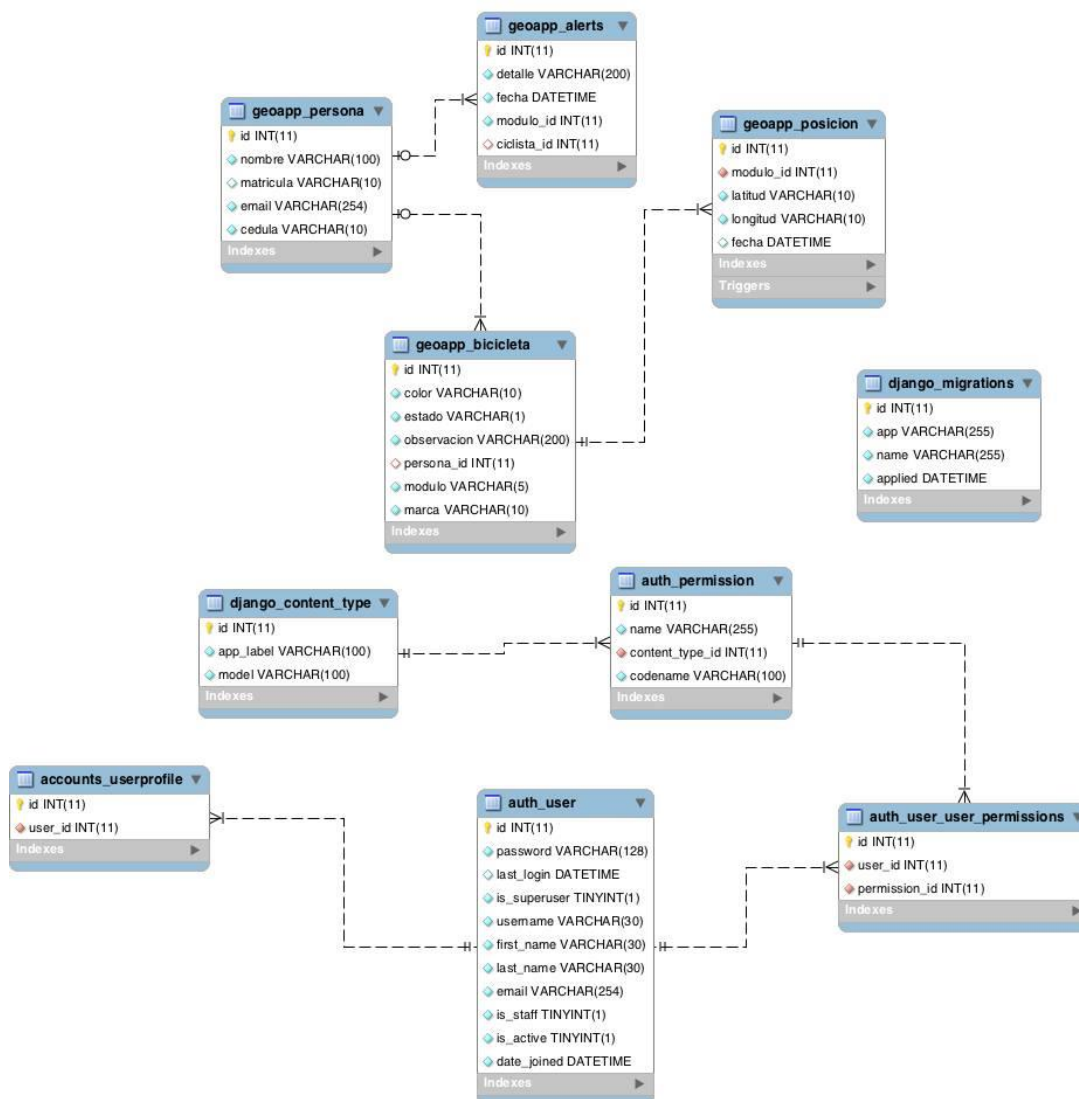 geoapp_alerts
id INT(11)
detalle VARCHAR(200)
fecha DATETIME
modulo_id INT(11)
ciclista_id INT(11)
Indexes
geoapp_persona
id INT(11)
nombre VARCHAR(100)
matricula VARCHAR(10)
email VARCHAR(254)
cedula VARCHAR(10)
Indexes
geoapp_posicion
id INT(11)
modulo_id INT(11)
latitud VARCHAR(10)
longitud VARCHAR(10)
fecha DATETIME
Indexes
Triggers
geoapp_bicicleta
id INT(11)
color VARCHAR(10)
estado VARCHAR(1)
observacion VARCHAR(200)
persona_id INT(11)
modulo VARCHAR(5)
marca VARCHAR(10)
Indexes
django_migrations
id INT(11)
app VARCHAR(255)
name VARCHAR(255)
applied DATETIME
Indexes
django_content_type
id INT(11)
app_label VARCHAR(100)
model VARCHAR(100)
Indexes
auth_permission
id INT(11)
name VARCHAR(255)
content_type_id INT(11)
codename VARCHAR(100)
Indexes
accounts_userprofile
id INT(11)
user_id INT(11)
Indexes
auth_user
id INT(11)
password VARCHAR(128)
last_login DATETIME
is_superuser TINYINT(1)
username VARCHAR(30)
first_name VARCHAR(30)
last_name VARCHAR(30)
email VARCHAR(254)
is_staff TINYINT(1)
is_active TINYINT(1)
date_joined DATETIME
Indexes
auth_user_user_permissions
id INT(11)
user_id INT(11)
permission_id INT(11)
Indexes